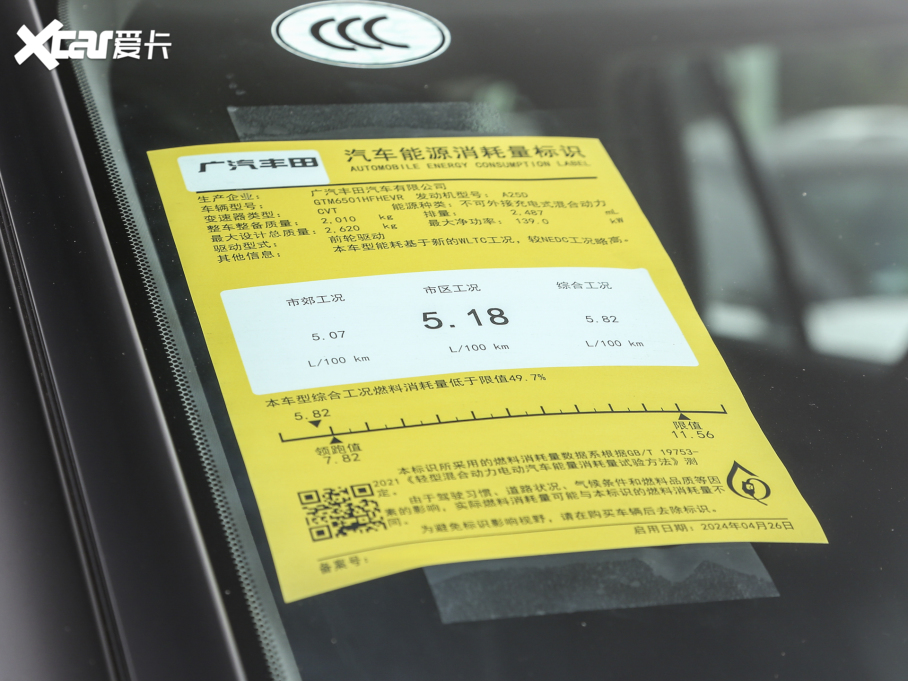 Xcar爱卡
CCC
广汽丰田 汽车能源消耗量标识
AUTOMOBILE ENERGY CONSUMPTION LABEL
生产企业: 广汽丰田汽车有限公司
车辆型号: GTM6501HFHEVR 发动机型号: A25D
变速器类型: CVT 能源种类: 不可外接充电式混合动力
整车整备质量: 2,010 kg 排量: 2,487 mL
最大设计总质量: 2,620 kg 最大净功率: 139.0 kW
驱动型式: 前轮驱动
其他信息: 本车型能耗基于新的WLTC工况, 较NEDC工况略高。
市郊工况 市区工况 综合工况
5.07 5.18 5.82
L/100 km L/100 km L/100 km
本车型综合工况燃料消耗量低于限值49.7%
5.82
领跑值 限值
7.82 11.56
本标识所采用的燃料消耗量数据系根据GB/T 19753-
2021《轻型混合动力电动汽车能量消耗量试验方法》测
定。 由于驾驶习惯、道路状况、气候条件和燃料品质等因
素的影响, 实际燃料消耗量可能与本标识的燃料消耗量不
同。 为避免标识影响视野, 请在购买车辆后去除标识。
备案号: 启用日期: 2024年04月26日